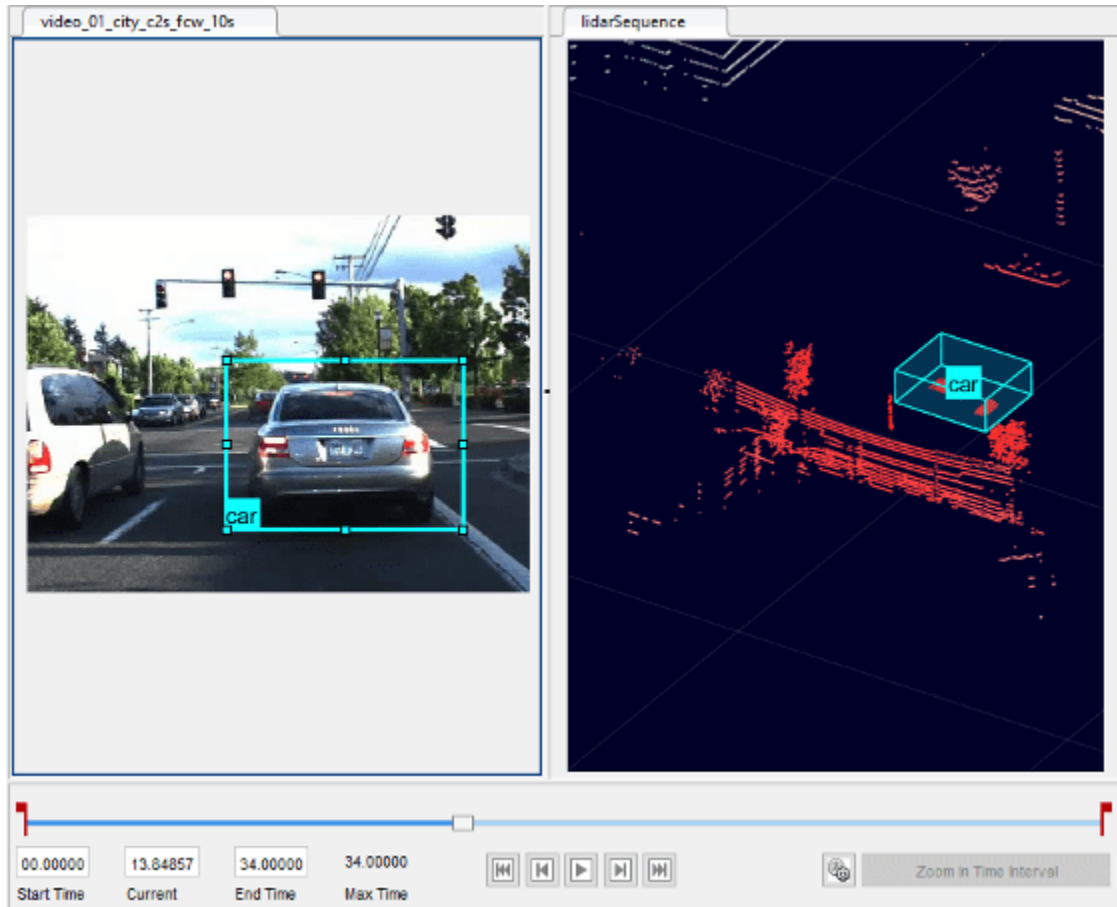 video_01_city_c2s_fcw_10s
lidarSequence
car
car
00.00000
13.84857
34.00000
34.00000
Start Time
Current
End Time
Max Time
Zoom In Time Interval